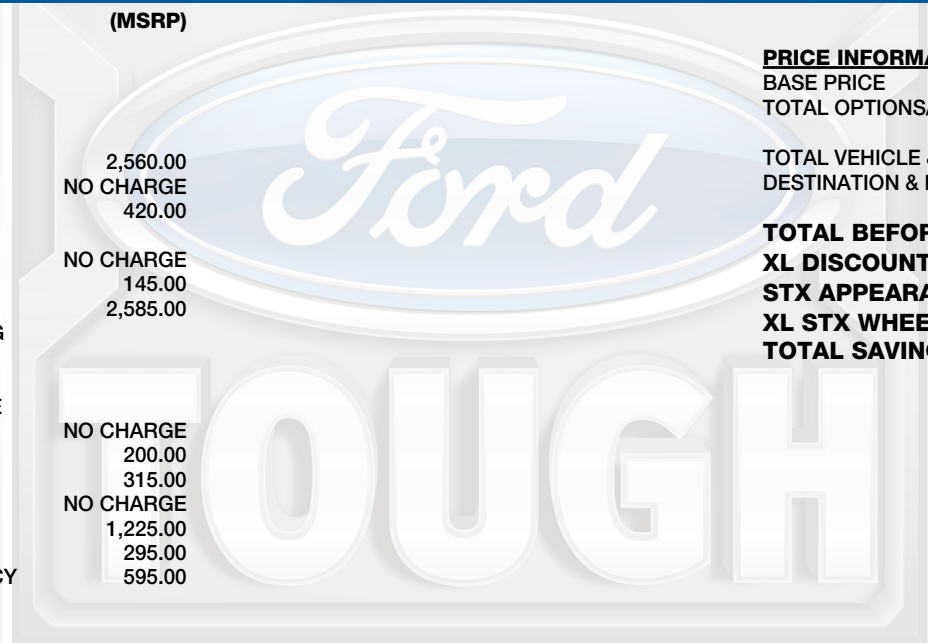 (MSRP)
2,560.00
NO CHARGE
420.00
NO CHARGE
145.00
2,585.00
G
E
NO CHARGE
200.00
315.00
NO CHARGE
1,225.00
295.00
CY 595.00
Ford
TOUGH
PRICE INFORMA
BASE PRICE
TOTAL OPTIONS/
TOTAL VEHICLE &
DESTINATION &
TOTAL BEFOR
XL DISCOUNT
STX APPEARA
XL STX WHEE
TOTAL SAVIN